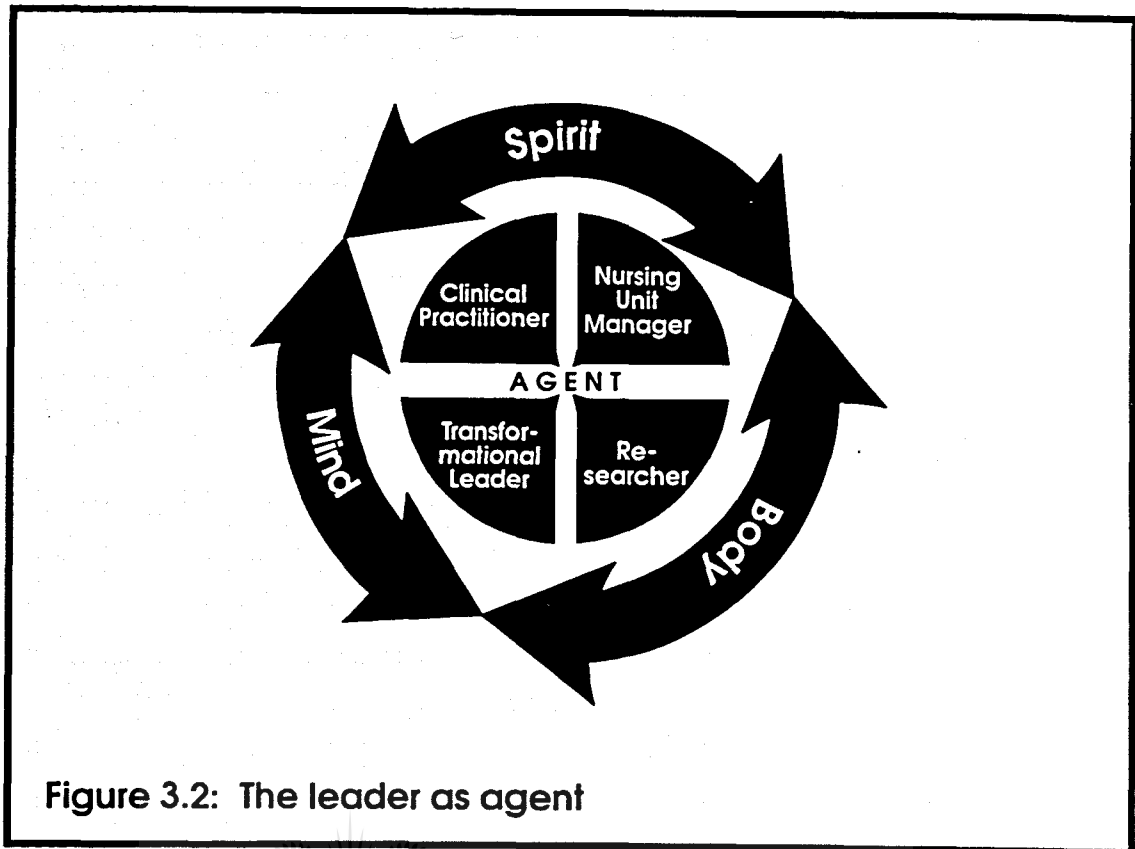 Spirit
Clinical
Practitioner
Nursing
Unit
Manager
AGENT
Mind
Transfor-
mational
Leader
Re-
searcher
Body
Figure 3.2: The leader as agent